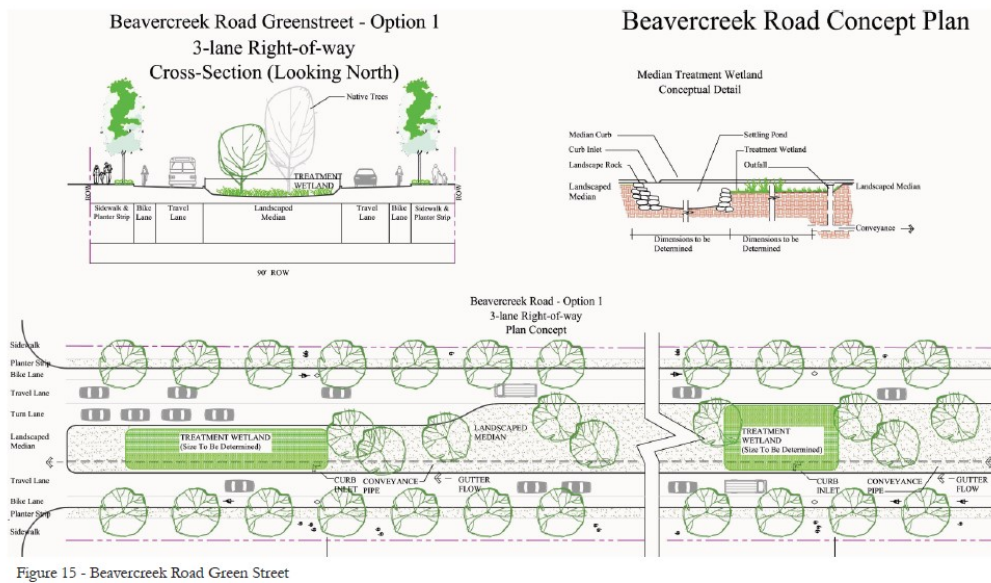 Beavercreek Road Greenstreet - Option 1
3-lane Right-of-way
Cross-Section (Looking North)
Native Trees
TREATMENT
WETLAND
ROW
ROW
Sidewalk &
Planter Strip
Bike
Lane
Travel
Lane
Landscaped
Median
Travel
Lane
Bike
Lane
Sidewalk &
Planter Strip
90' ROW
Beavercreek Road Concept Plan
Median Treatment Wetland
Conceptual Detail
Median Curb
Curb Inlet
Landscape Rock
Landscaped
Median
Settling Pond
Treatment Wetland
Outfall
Landscaped Median
Conveyance
Dimensions to be
Determined
Dimensions to be
Determined
Beavercreek Road - Option 1
3-lane Right-of-way
Plan Concept
Sidewalk
Planter Strip
Bike Lane
Travel Lane
Turn Lane
Landscaped
Median
Travel Lane
Bike Lane
Planter Strip
Sidewalk
TREATMENT WETLAND
(Size To Be Determined)
LANDSCAPED
MEDIAN
CURB
INLET
CONVEYANCE
PIPE
GUTTER
FLOW
TREATMENT
WETLAND
(Size To Be Determined)
CURB
INLET
CONVEYANCE
PIPE
GUTTER
FLOW
Figure 15 - Beavercreek Road Green Street